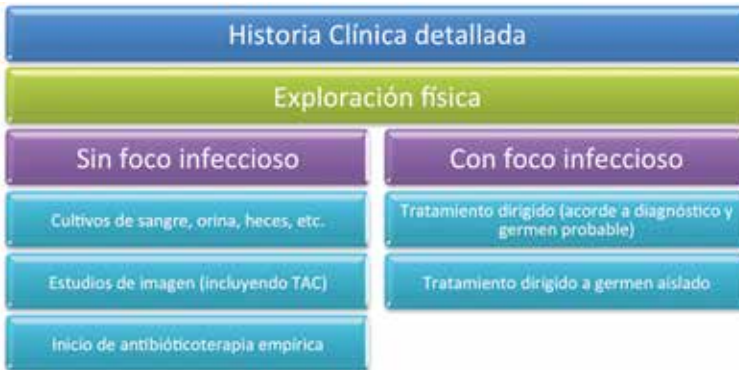 Historia Clínica detallada
Exploración física
Sin foco infeccioso
Cultivos de sangre, orina, heces, etc.
Estudios de imagen (incluyendo TAC)
Inicio de antibióticoterapia empírica
Con foco infeccioso
Tratamiento dirigido (acorde a diagnóstico y
germen probable)
Tratamiento dirigido a germen aislado